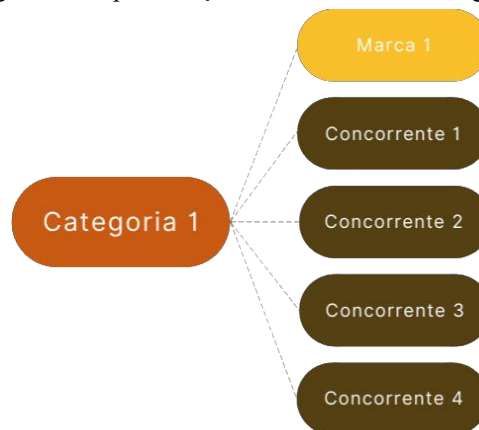 Marca 1
Concorrente 1
Categoria 1
Concorrente 2
Concorrente 3
Concorrente 4